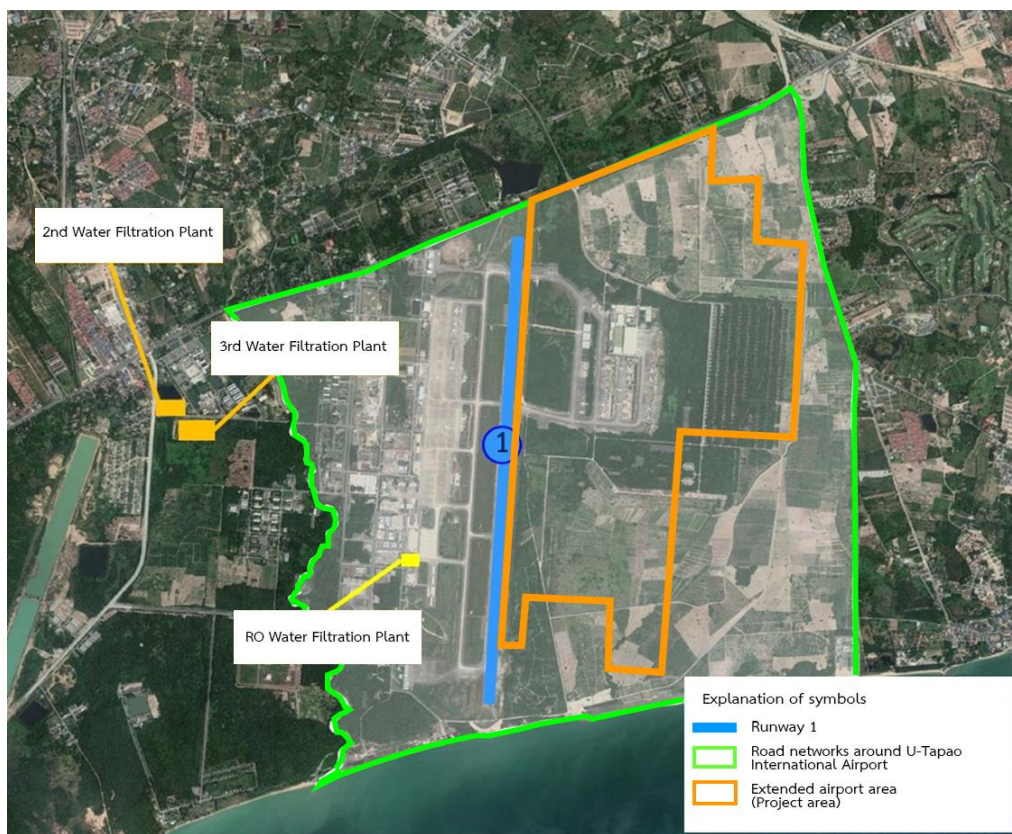 2nd Water Filtration Plant
3rd Water Filtration Plant
1
RO Water Filtration Plant
Explanation of symbols
Runway 1
Road networks around U-Tapao
International Airport
Extended airport area
(Project area)